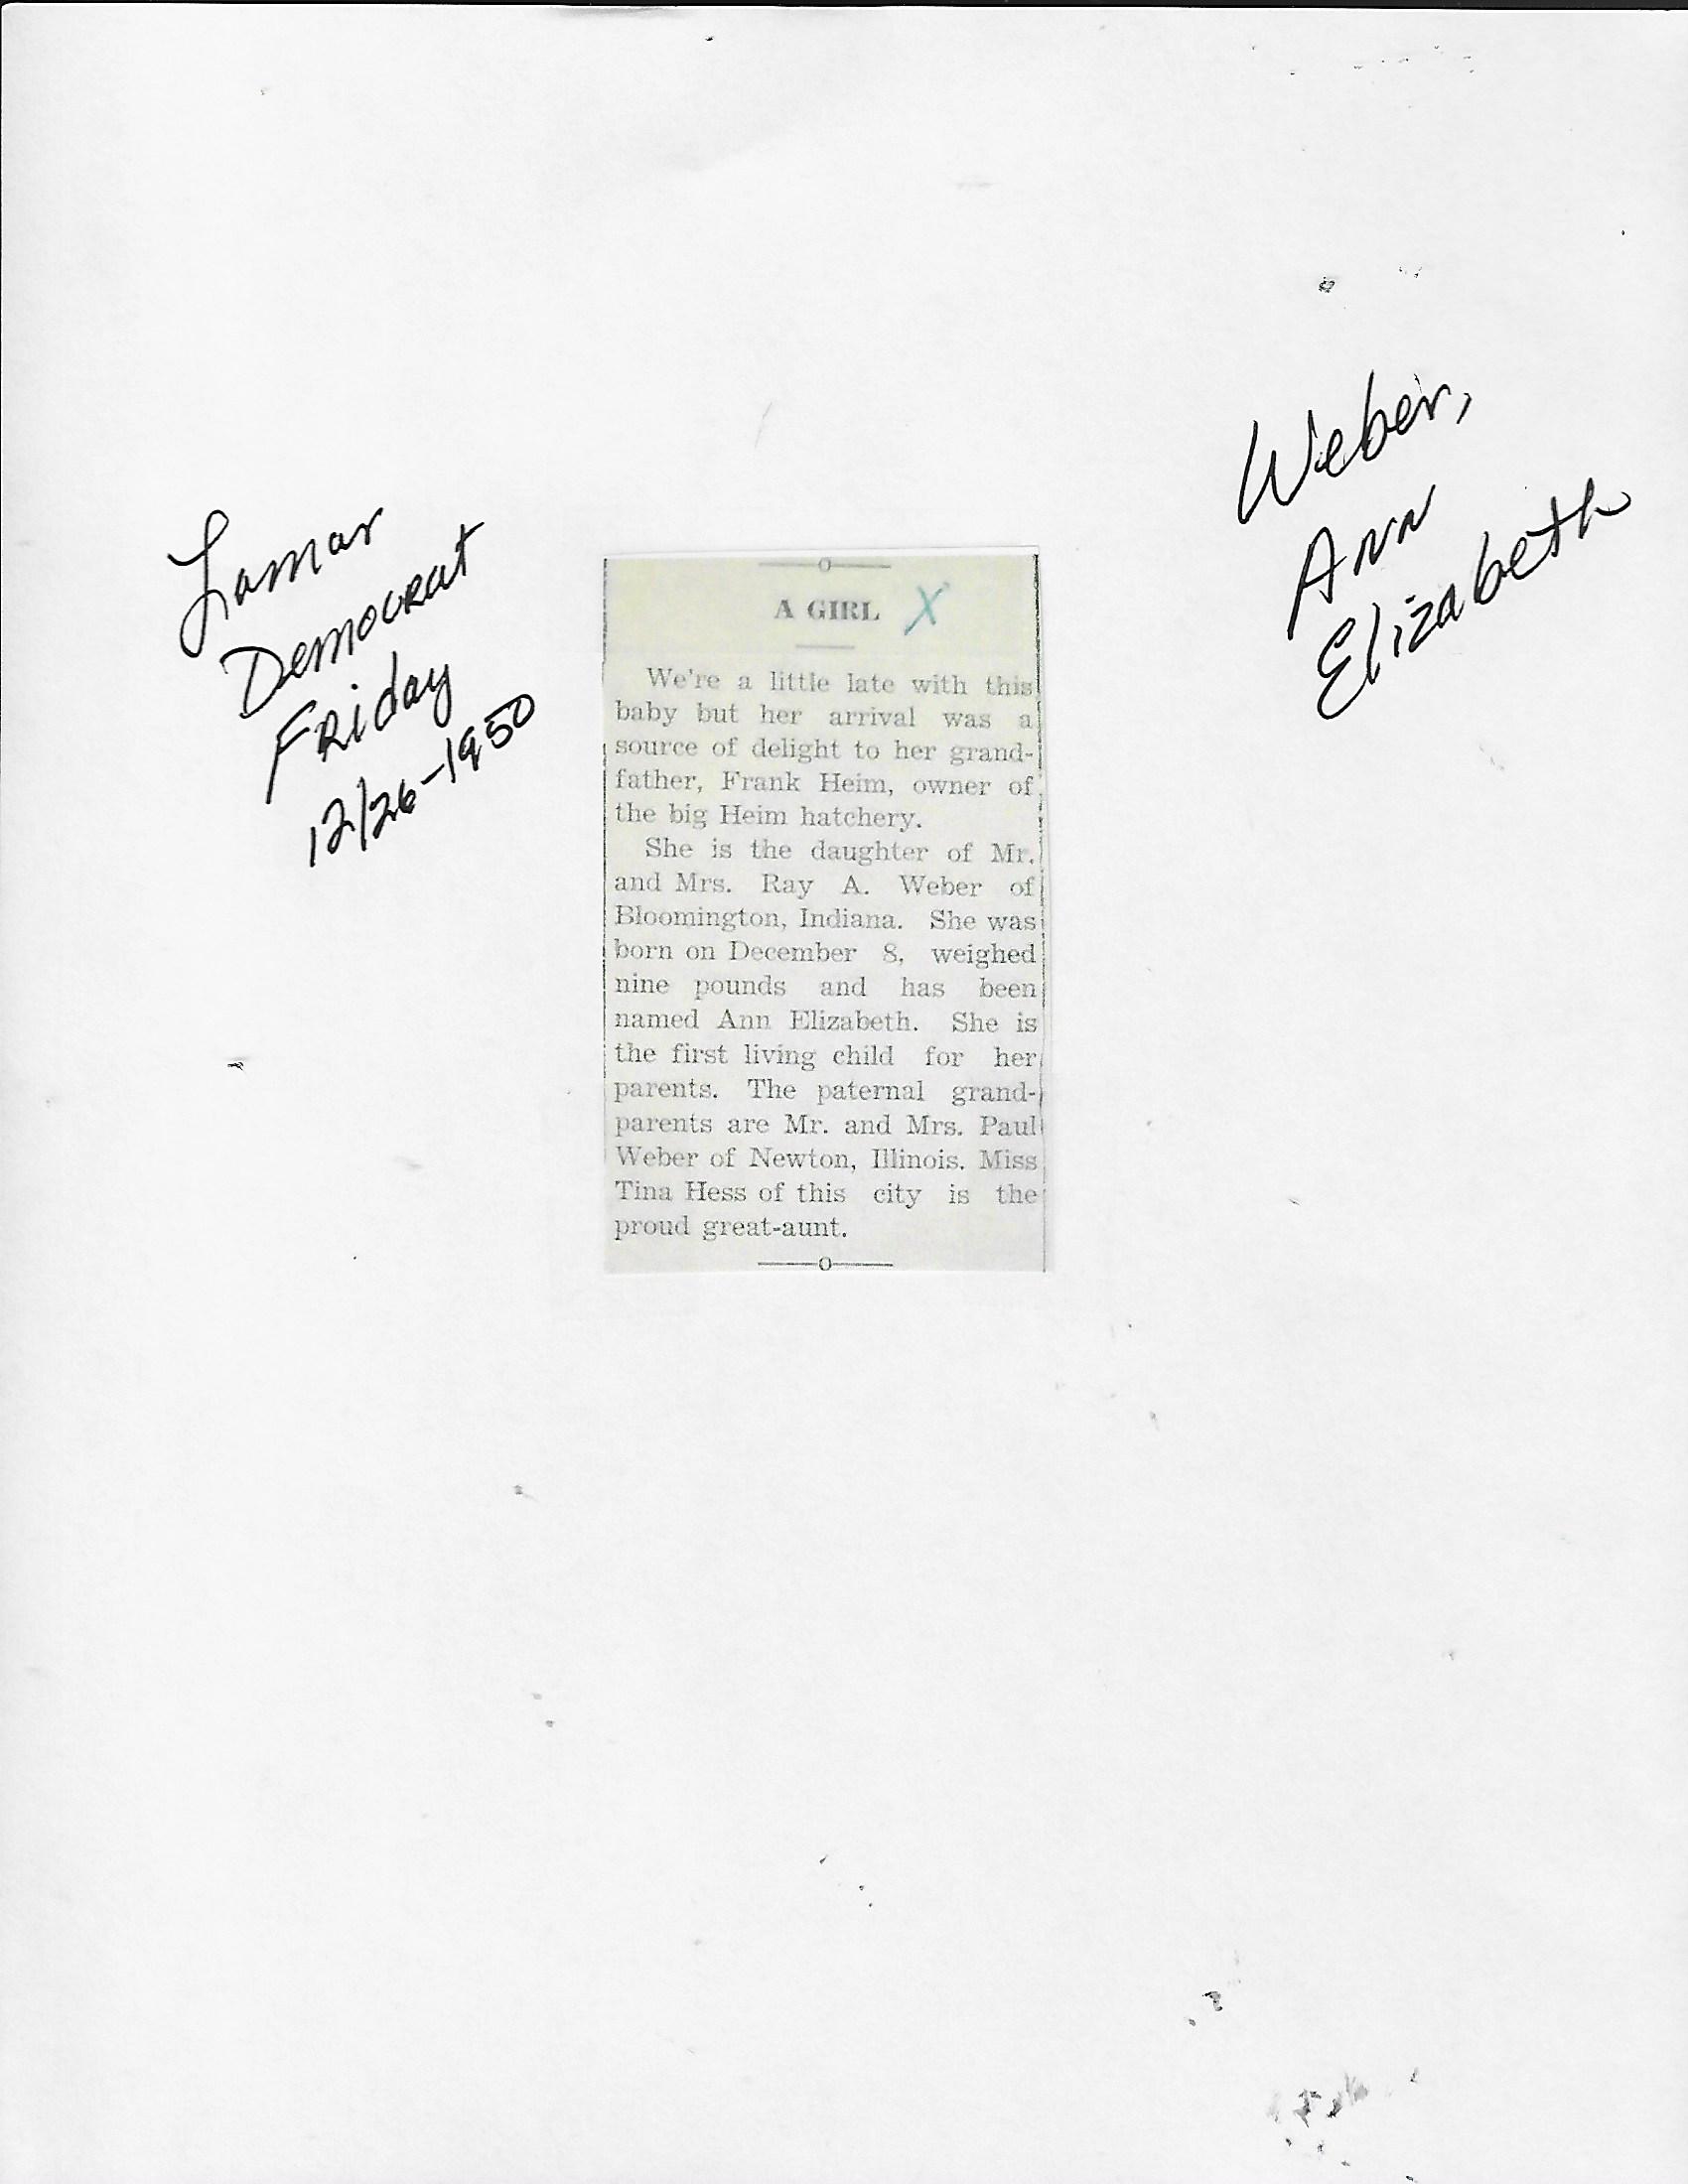 Weber,
Ann
Elizabeth
Lamar
Democrat
Friday
12/26-1950
A GIRL X
We're a little late with this
baby but her arrival was a
source of delight to her grand-
father, Frank Heim, owner of
the big Heim hatchery.
She is the daughter of Mr.
and Mrs. Ray A. Weber of
Bloomington, Indiana. She was
born on December 8, weighed
nine pounds and has been
named Ann Elizabeth. She is
the first living child for her
parents. The paternal grand-
parents are Mr. and Mrs. Paul
Weber of Newton, Illinois. Miss
Tina Hess of this city is the
proud great-aunt.